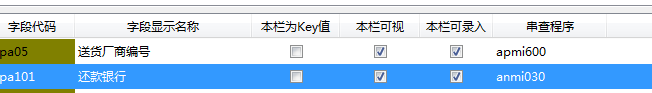 字段代码 字段显示名称 本栏为Key值 本栏可视 本栏可录入 串查程序
pa05 送货厂商编号 apmi600
pa101 还款银行 anmi030